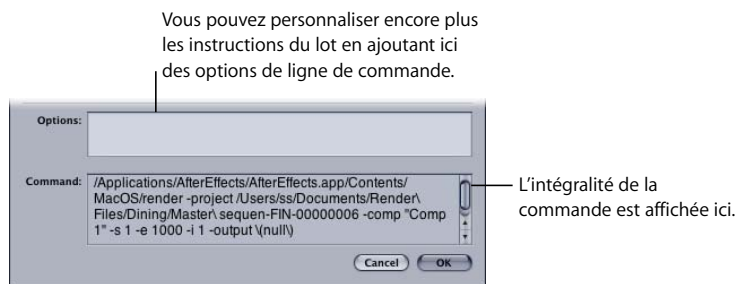 Vous pouvez personnaliser encore plus
les instructions du lot en ajoutant ici
des options de ligne de commande.
Options:
Command:
/Applications/AfterEffects/AfterEffects.app/Contents/
MacOS/render -project /Users/ss/Documents/Render\
Files/Dining/Master\ sequen-FIN-00000006 -comp "Comp
1" -s 1 -e 1000 -i 1 -output \(null\)
L'intégralité de la
commande est affichée ici.
Cancel
OK